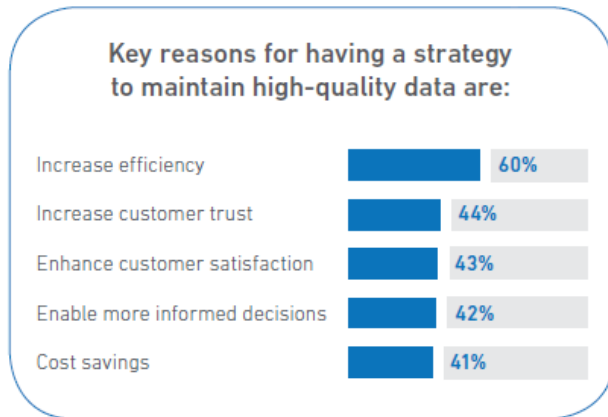 Key reasons for having a strategy
to maintain high-quality data are:
Increase efficiency 60%
Increase customer trust 44%
Enhance customer satisfaction 43%
Enable more informed decisions 42%
Cost savings 41%